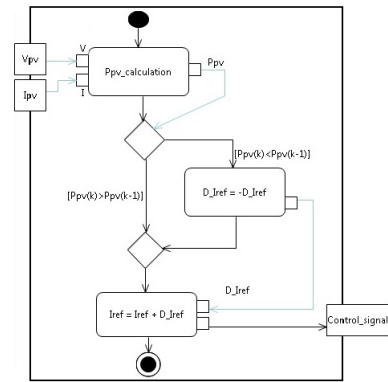 Vpv
V
Ppv_calculation
Ppv
Ipv
I
[Ppv(k)<Ppv(k-1)]
[Ppv(k)>Ppv(k-1)]
D_Iref = -D_Iref
D_Iref
Iref = Iref + D_Iref
Control_signal